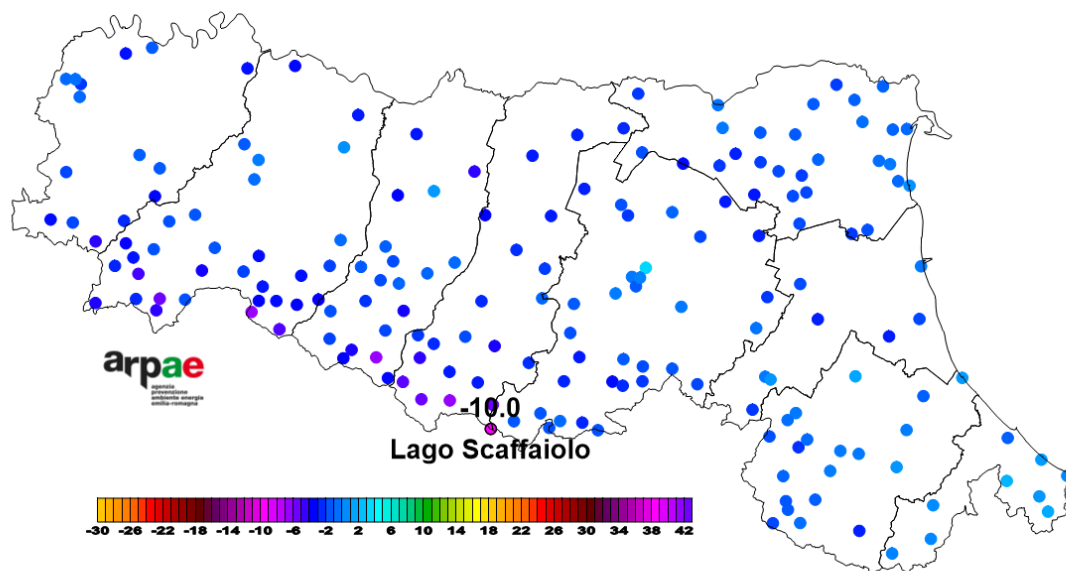 arpae
agenzia
prevenzione
ambiente energia
emilia-romagna
-10.0
Lago Scaffaiolo
-30 -26 -22 -18 -14 -10 -6 -2 2 6 10 14 18 22 26 30 34 38 42